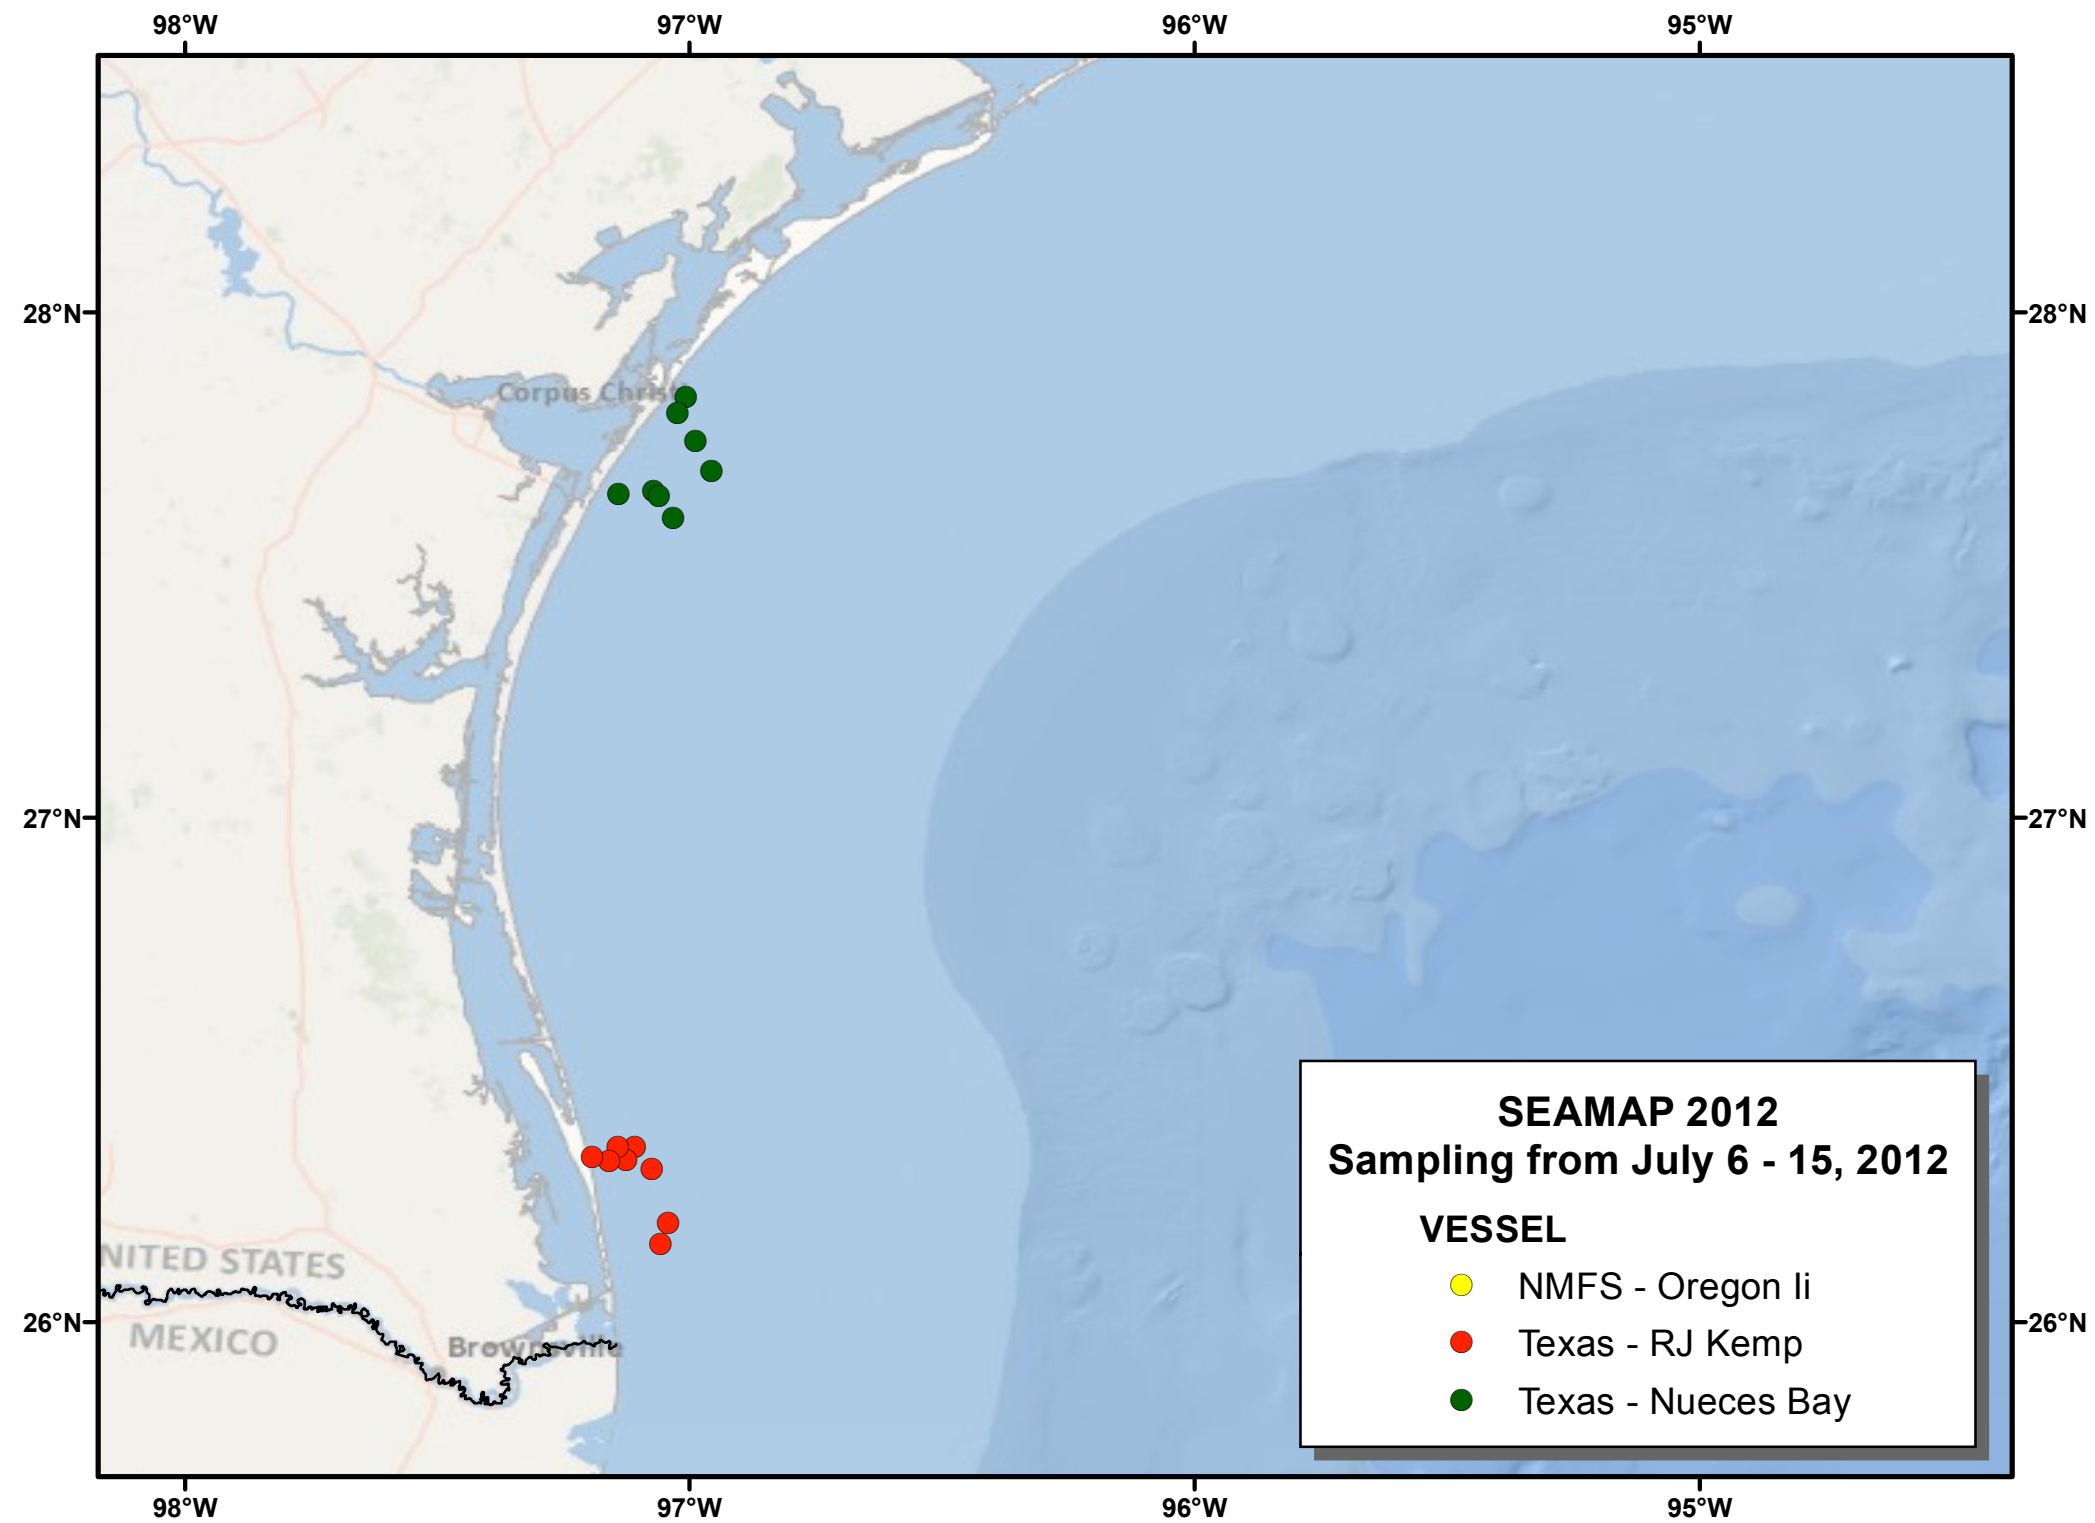 98°W 97°W 96°W 95°W
28°N 28°N
Corpus Christi
27°N 27°N
SEAMAP 2012
Sampling from July 6 - 15, 2012
VESSEL
NMFS - Oregon Ii
Texas - RJ Kemp
Texas - Nueces Bay
NITED STATES
MEXICO
26°N 26°N
Brownsville
98°W 97°W 96°W 95°W